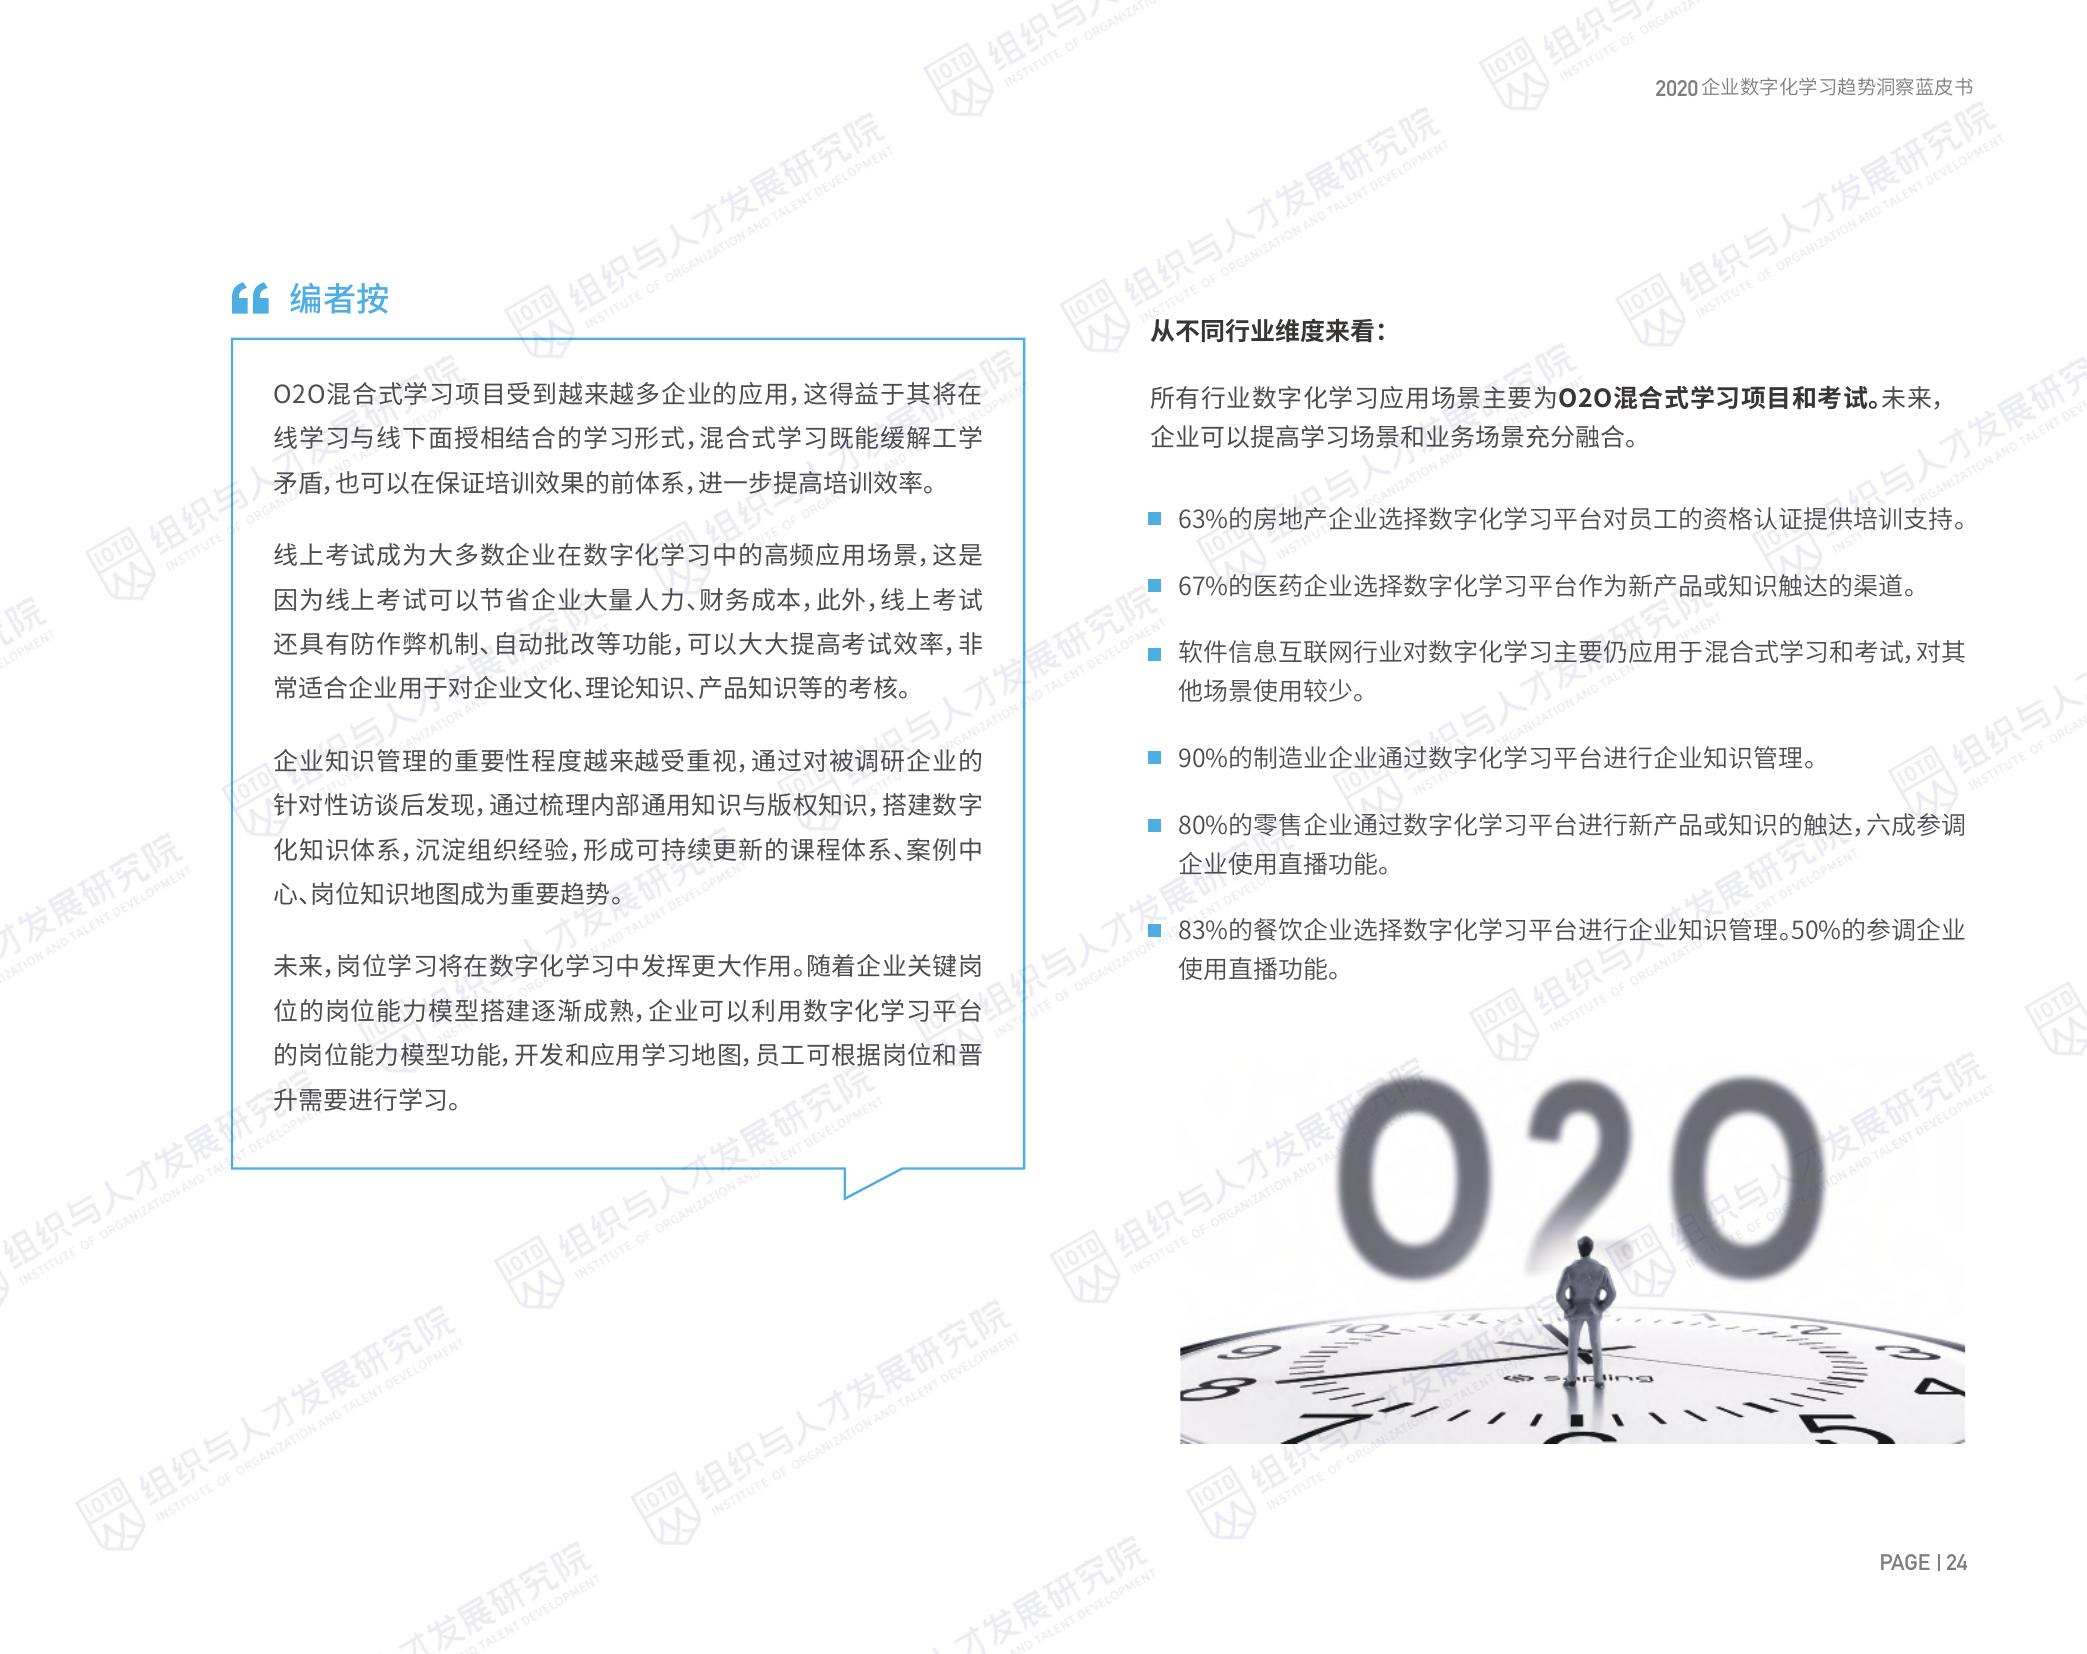 2020 企业数字化学习趋势洞察蓝皮书
编者按
O2O混合式学习项目受到越来越多企业的应用，这得益于其将在
线学习与线下面授相结合的学习形式，混合式学习既能缓解工学
矛盾，也可以在保证培训效果的前体系，进一步提高培训效率。
线上考试成为大多数企业在数字化学习中的高频应用场景，这是
因为线上考试可以节省企业大量人力、财务成本，此外，线上考试
还具有防作弊机制、自动批改等功能，可以大大提高考试效率，非
常适合企业用于对企业文化、理论知识、产品知识等的考核。
企业知识管理的重要性程度越来越受重视，通过对被调研企业的
针对性访谈后发现，通过梳理内部通用知识与版权知识，搭建数字
化知识体系，沉淀组织经验，形成可持续更新的课程体系、案例中
心、岗位知识地图成为重要趋势。
未来，岗位学习将在数字化学习中发挥更大作用。随着企业关键岗
位的岗位能力模型搭建逐渐成熟，企业可以利用数字化学习平台
的岗位能力模型功能，开发和应用学习地图，员工可根据岗位和晋
升需要进行学习。
从不同行业维度来看：
所有行业数字化学习应用场景主要为O2O混合式学习项目和考试。未来，
企业可以提高学习场景和业务场景充分融合。
63%的房地产企业选择数字化学习平台对员工的资格认证提供培训支持。
67%的医药企业选择数字化学习平台作为新产品或知识触达的渠道。
软件信息互联网行业对数字化学习主要仍应用于混合式学习和考试，对其
他场景使用较少。
90%的制造业企业通过数字化学习平台进行企业知识管理。
80%的零售企业通过数字化学习平台进行新产品或知识的触达，六成参调
企业使用直播功能。
83%的餐饮企业选择数字化学习平台进行企业知识管理。50%的参调企业
使用直播功能。
O2O
10
2
9
3
8
4
7
5
PAGE | 24
IOTD
组织与人才发展研究院
INSTITUTE OF ORGANIZATION AND TALENT DEVELOPMENT